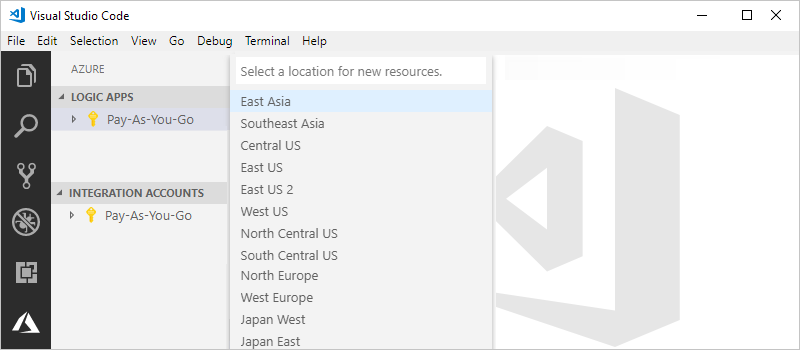 Visual Studio Code
File Edit Selection View Go Debug Terminal Help
AZURE
LOGIC APPS
Pay-As-You-Go
INTEGRATION ACCOUNTS
Pay-As-You-Go
Select a location for new resources.
East Asia
Southeast Asia
Central US
East US
East US 2
West US
North Central US
South Central US
North Europe
West Europe
Japan West
Japan East